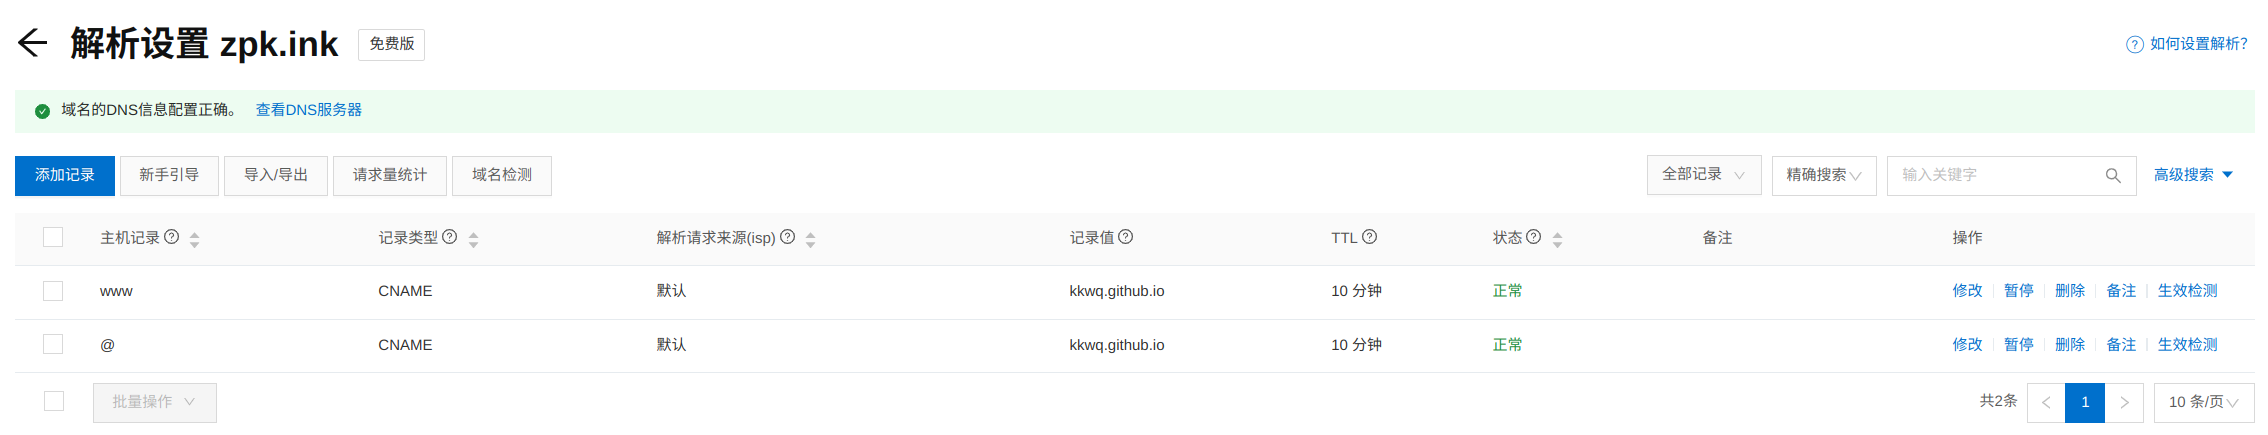 解析设置 zpk.ink 免费版 如何设置解析?
域名的DNS信息配置正确。 查看DNS服务器
添加记录 新手引导 导入/导出 请求量统计 域名检测 全部记录 精确搜索 输入关键字 高级搜索
主机记录 记录类型 解析请求来源(isp) 记录值 TTL 状态 备注 操作
www CNAME 默认 kkwq.github.io 10 分钟 正常 修改 暂停 删除 备注 生效检测
@ CNAME 默认 kkwq.github.io 10 分钟 正常 修改 暂停 删除 备注 生效检测
批量操作 共2条 1 10 条/页